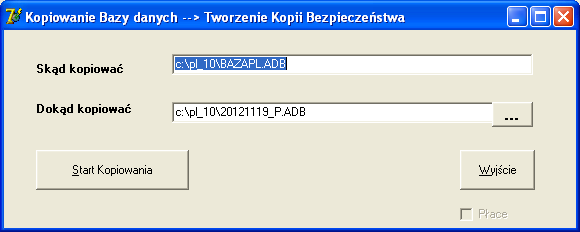 Kopiowanie Bazy danych --> Tworzenie Kopii Bezpieczeństwa
Skąd kopiować
c:\pl_10\BAZAPL.ADB
Dokąd kopiować
c:\pl_10\20121119_P.ADB
...
Start Kopiowania
Wyjście
Płace